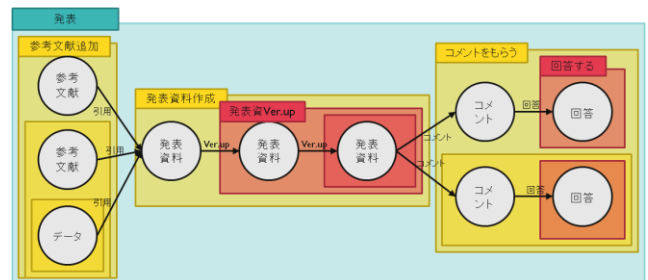 発表
参考文献追加
コメントをもらう
参考
文献
発表資料作成
回答する
発表資Ver.up
コメ
ント
回答
回答
引用
参考
文献
引用
発表
資料
Ver.up
発表
資料
Ver.up
発表
資料
コメント
コメント
引用
データ
コメ
ント
回答
回答